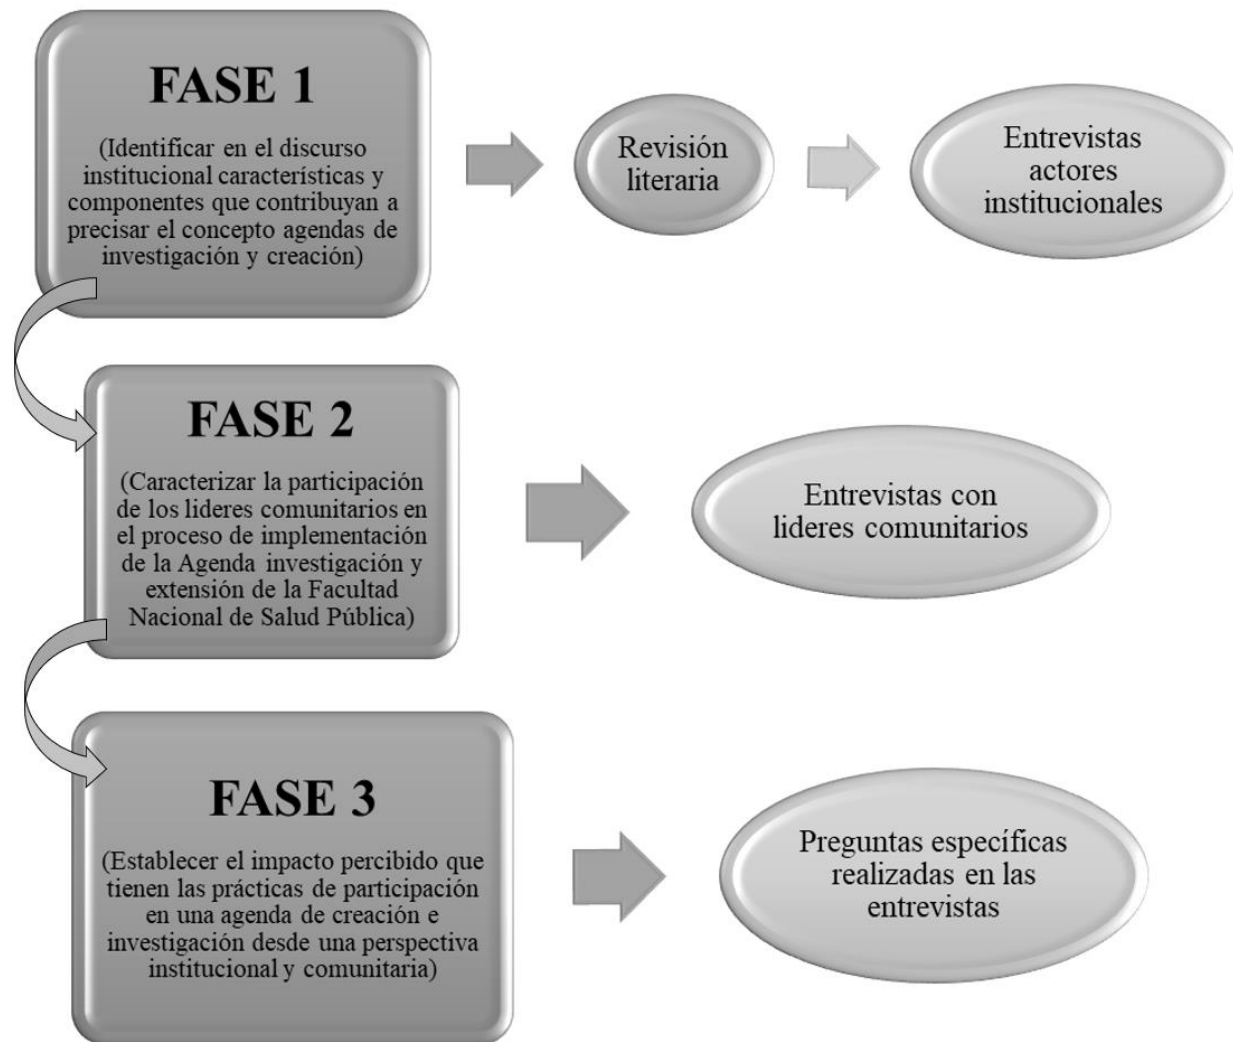 FASE 1
(Identificar en el discurso
institucional características y
componentes que contribuyan a
precisar el concepto agendas de
investigación y creación)
Revisión
literaria
Entrevistas
actores
institucionales
FASE 2
(Caracterizar la participación
de los lideres comunitarios en
el proceso de implementación
de la Agenda investigación y
extensión de la Facultad
Nacional de Salud Pública)
Entrevistas con
lideres comunitarios
FASE 3
(Establecer el impacto percibido que
tienen las prácticas de participación
en una agenda de creación e
investigación desde una perspectiva
institucional y comunitaria)
Preguntas específicas
realizadas en las
entrevistas